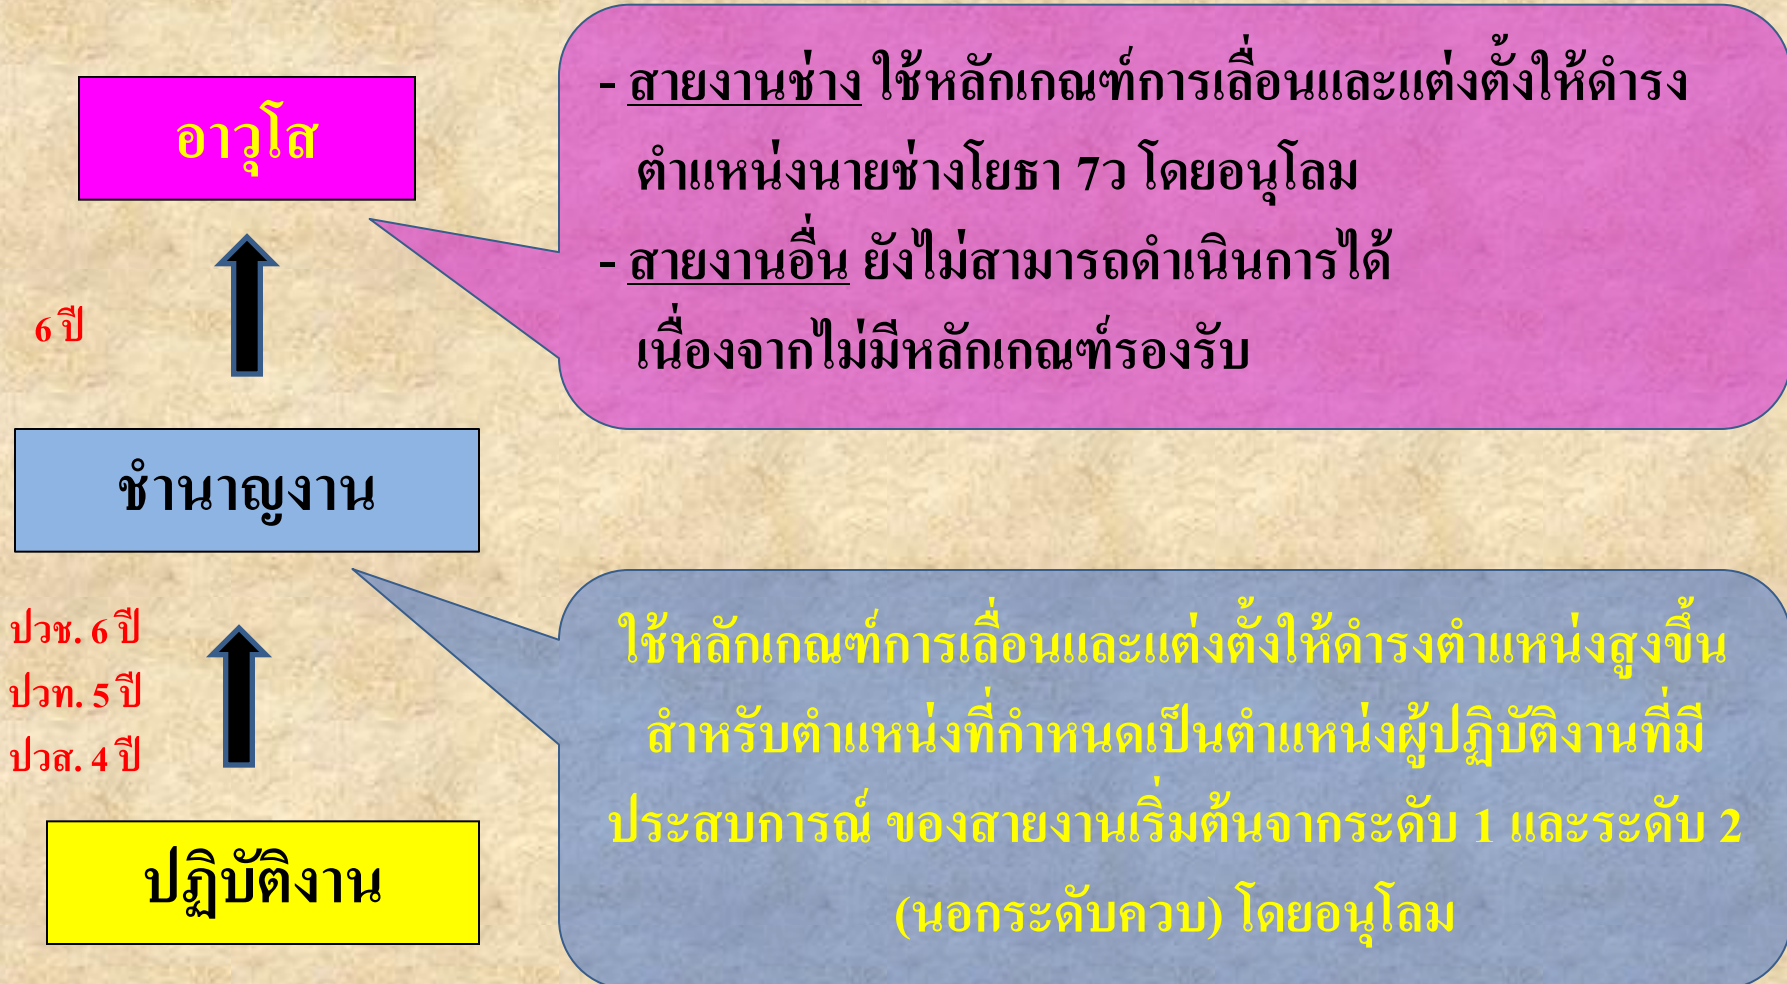 อาวุโส
- สายงานช่าง ใช้หลักเกณฑ์การเลื่อนและแต่งตั้งให้ดำรง
ตำแหน่งนายช่างโยธา 7ว โดยอนุโลม
- สายงานอื่น ยังไม่สามารถดำเนินการได้
เนื่องจากไม่มีหลักเกณฑ์รองรับ
6 ปี
ชำนาญงาน
ปวช. 6 ปี
ปวท. 5 ปี
ปวส. 4 ปี
ใช้หลักเกณฑ์การเลื่อนและแต่งตั้งให้ดำรงตำแหน่งสูงขึ้น
สำหรับตำแหน่งที่กำหนดเป็นตำแหน่งผู้ปฏิบัติงานที่มี
ประสบการณ์ ของสายงานเริ่มต้นจากระดับ 1 และระดับ 2
(นอกระดับควบ) โดยอนุโลม
ปฏิบัติงาน